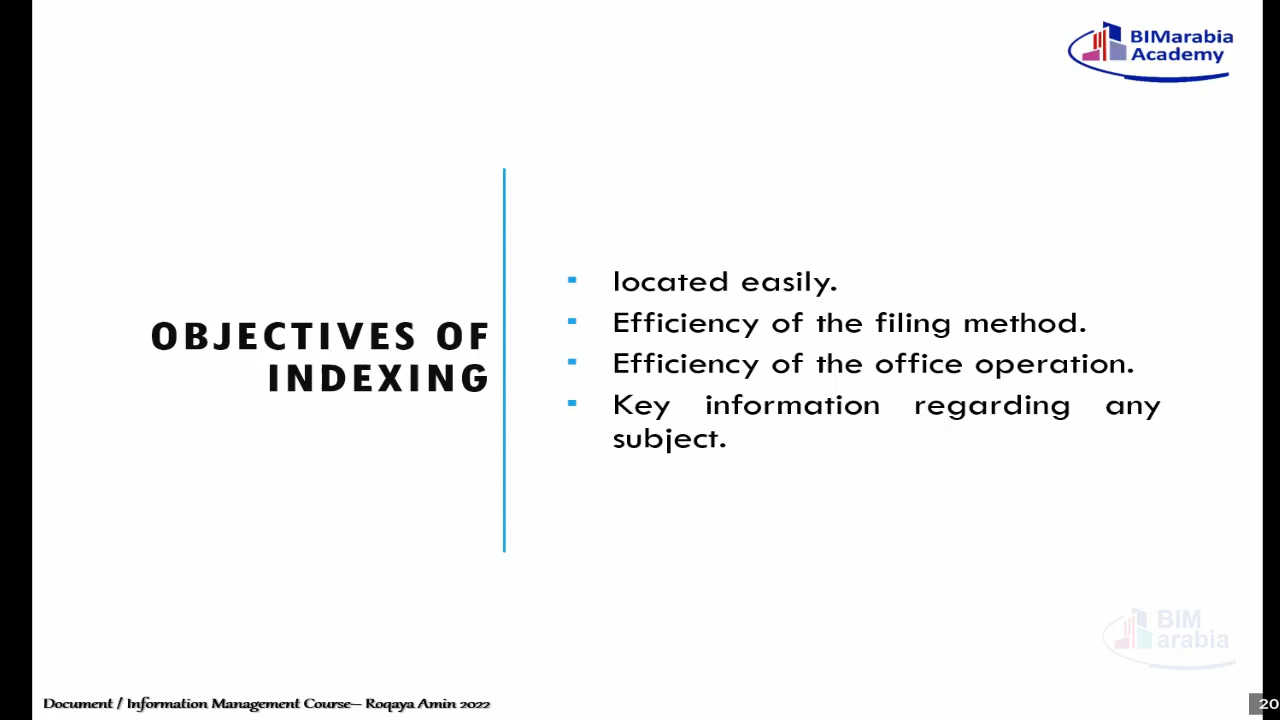 BIMarabia
Academy
OBJECTIVES OF
INDEXING
located easily.
Efficiency of the filing method.
Efficiency of the office operation.
Key information regarding any
subject.
BIM
arabia
Document / Information Management Course– Roqaya Amin 2022
20